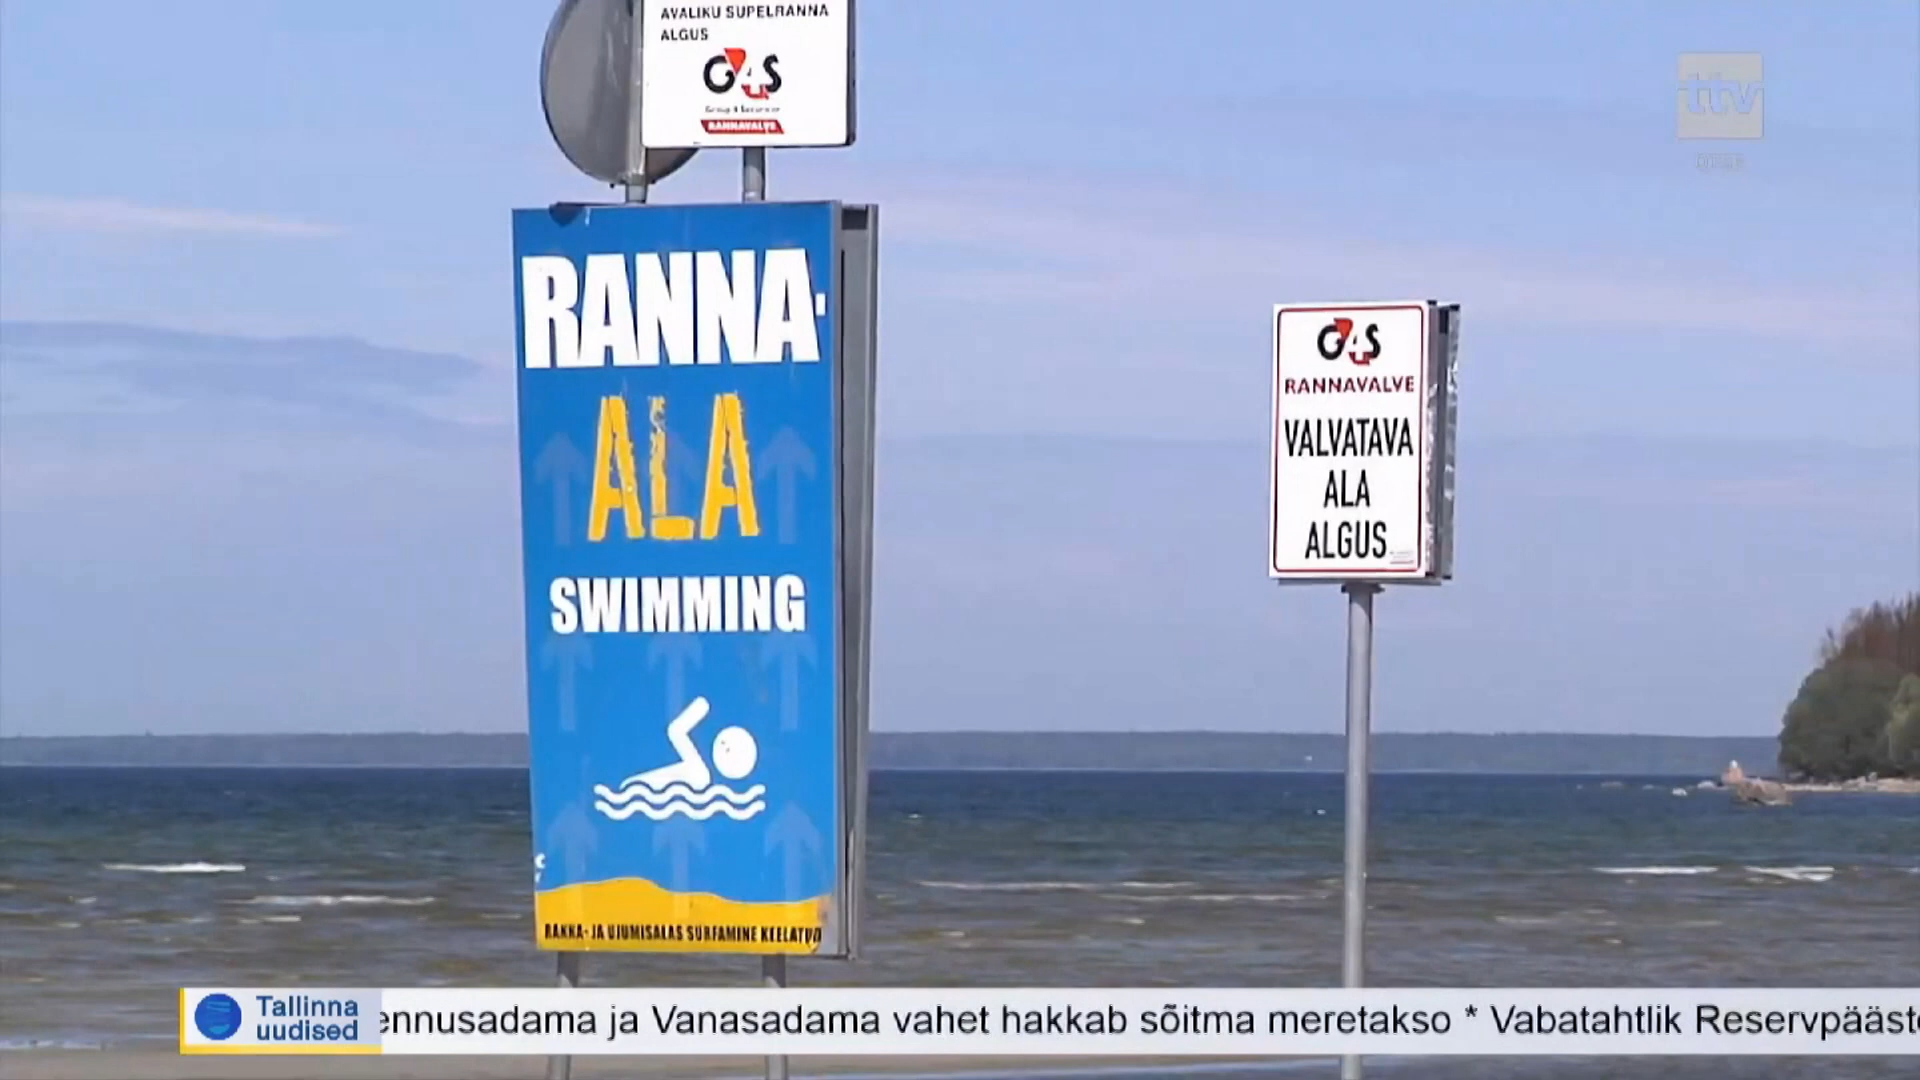 AVALIKU SUPELRANNA
ALGUS
G4S
RANNAVALVE
ttv
RANNA-
ALA
SWIMMING
RANNA- JA UJUMISALAS SURFAMINE KEELATUD
G4S
RANNAVALVE
VALVATAVA
ALA
ALGUS
Tallinna
uudised
ennusadama ja Vanasadama vahet hakkab sõitma meretakso * Vabatahtlik Reservpääst